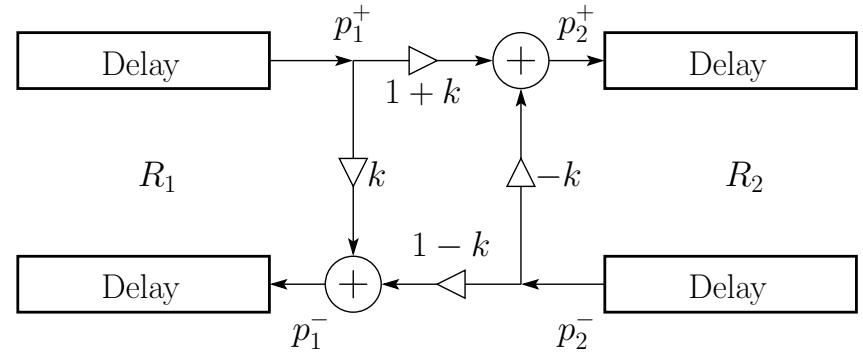 p₁⁺ p₂⁺
Delay + Delay
1 + k
R₁ k −k R₂
1 − k
Delay + Delay
p₁⁻ p₂⁻